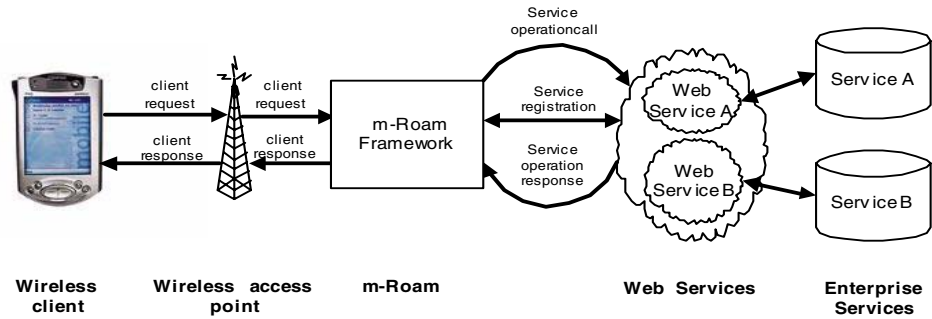 Service
operationcall
client
request
client
request
client
response
client
response
m-Roam
Framework
Service
registration
Service
operation
response
Web
Service A
Web
Service B
Service A
Service B
mobile
Wireless
client
Wireless access
point
m-Roam
Web Services
Enterprise
Services